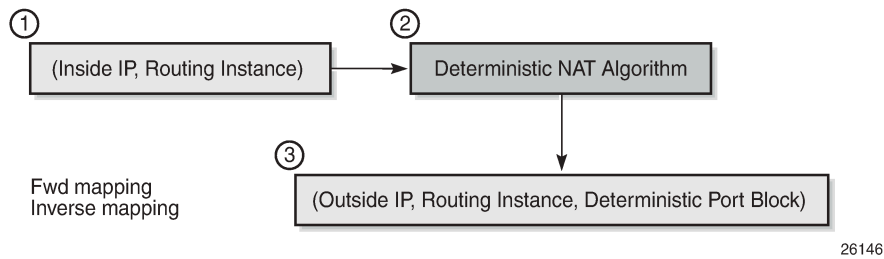 1
2
(Inside IP, Routing Instance)
Deterministic NAT Algorithm
3
(Outside IP, Routing Instance, Deterministic Port Block)
Fwd mapping
Inverse mapping
26146